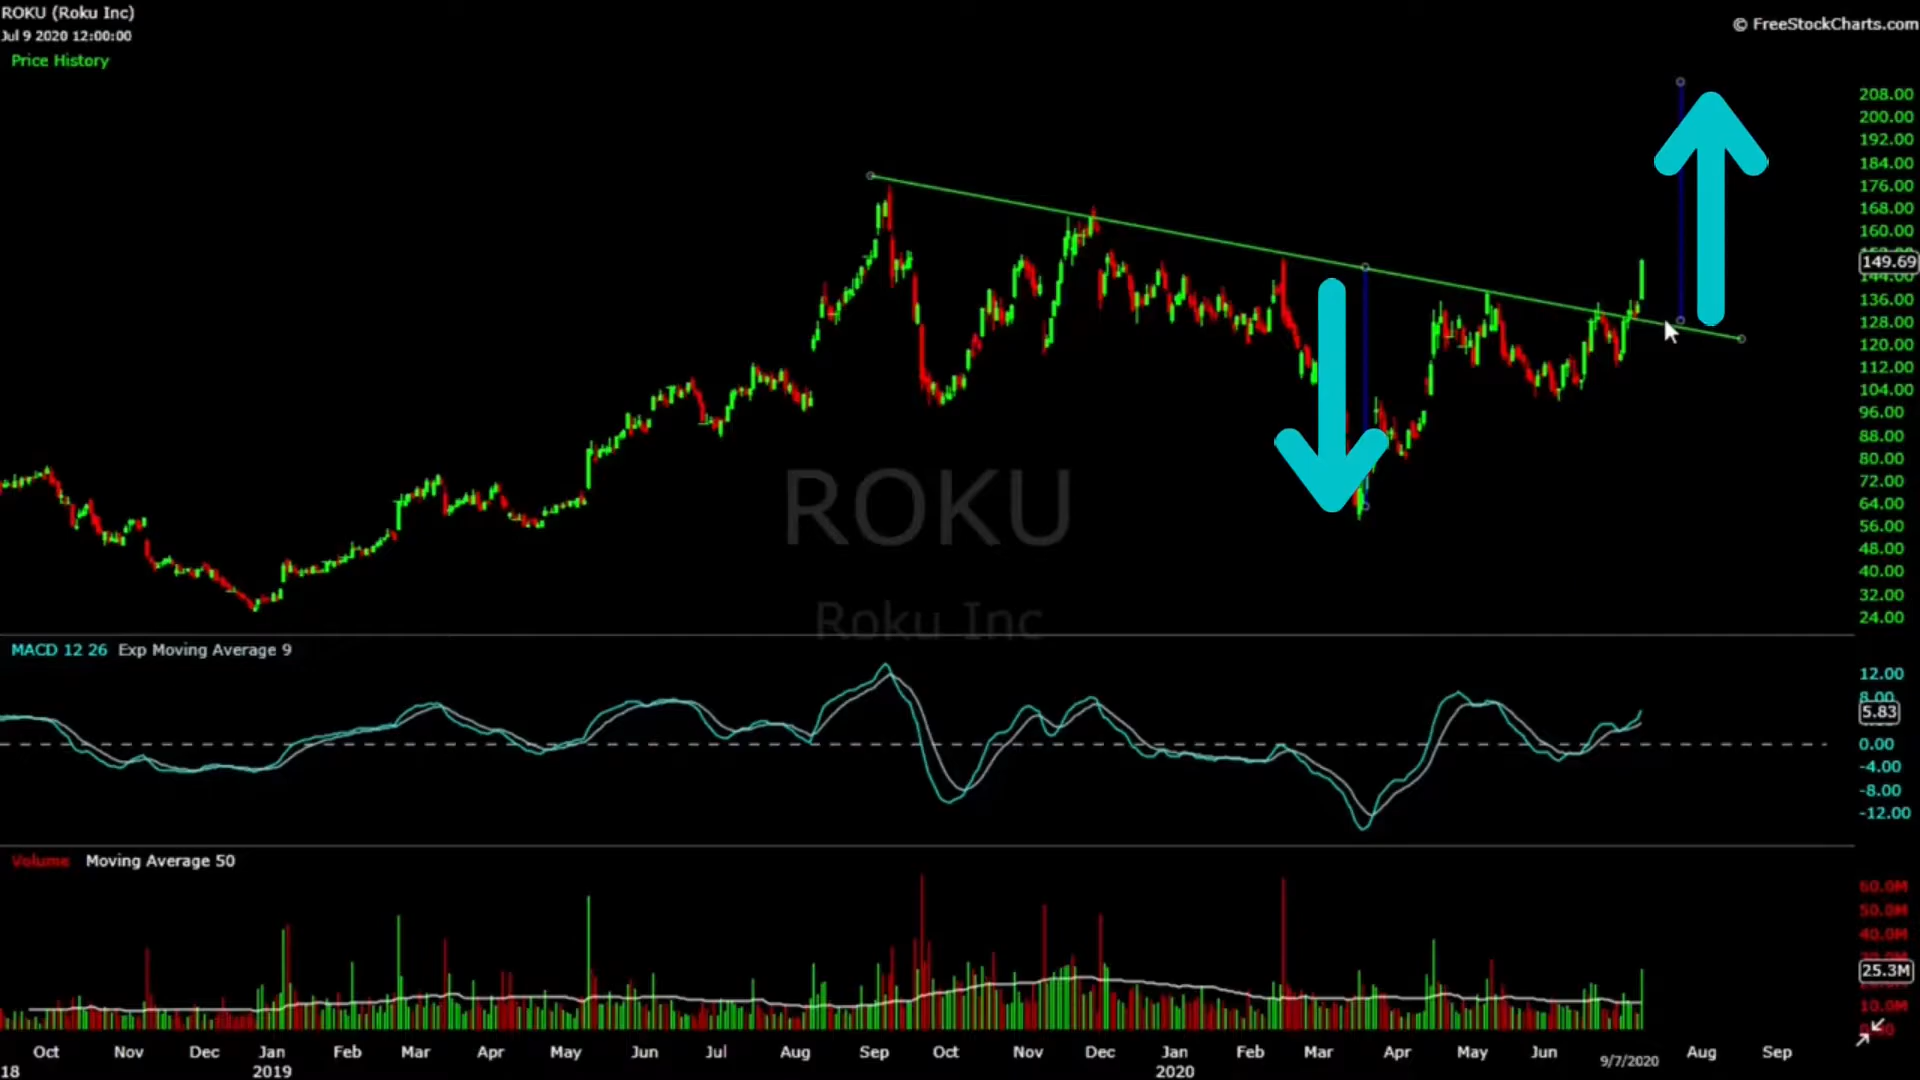 ROKU (Roku Inc)
© FreeStockCharts.com
Jul 9 2020 12:00:00
Price History
208.00
200.00
192.00
184.00
176.00
168.00
160.00
149.69
144.00
136.00
128.00
120.00
112.00
104.00
96.00
88.00
80.00
72.00
64.00
56.00
48.00
40.00
32.00
24.00
ROKU
Roku Inc
MACD 12 26 Exp Moving Average 9
12.00
8.00
5.83
0.00
-4.00
-8.00
-12.00
Volume Moving Average 50
60.0M
50.0M
40.0M
25.3M
10.0M
Oct Nov Dec Jan Feb Mar Apr May Jun Jul Aug Sep Oct Nov Dec Jan Feb Mar Apr May Jun 9/7/2020 Aug Sep
18 2019 2020